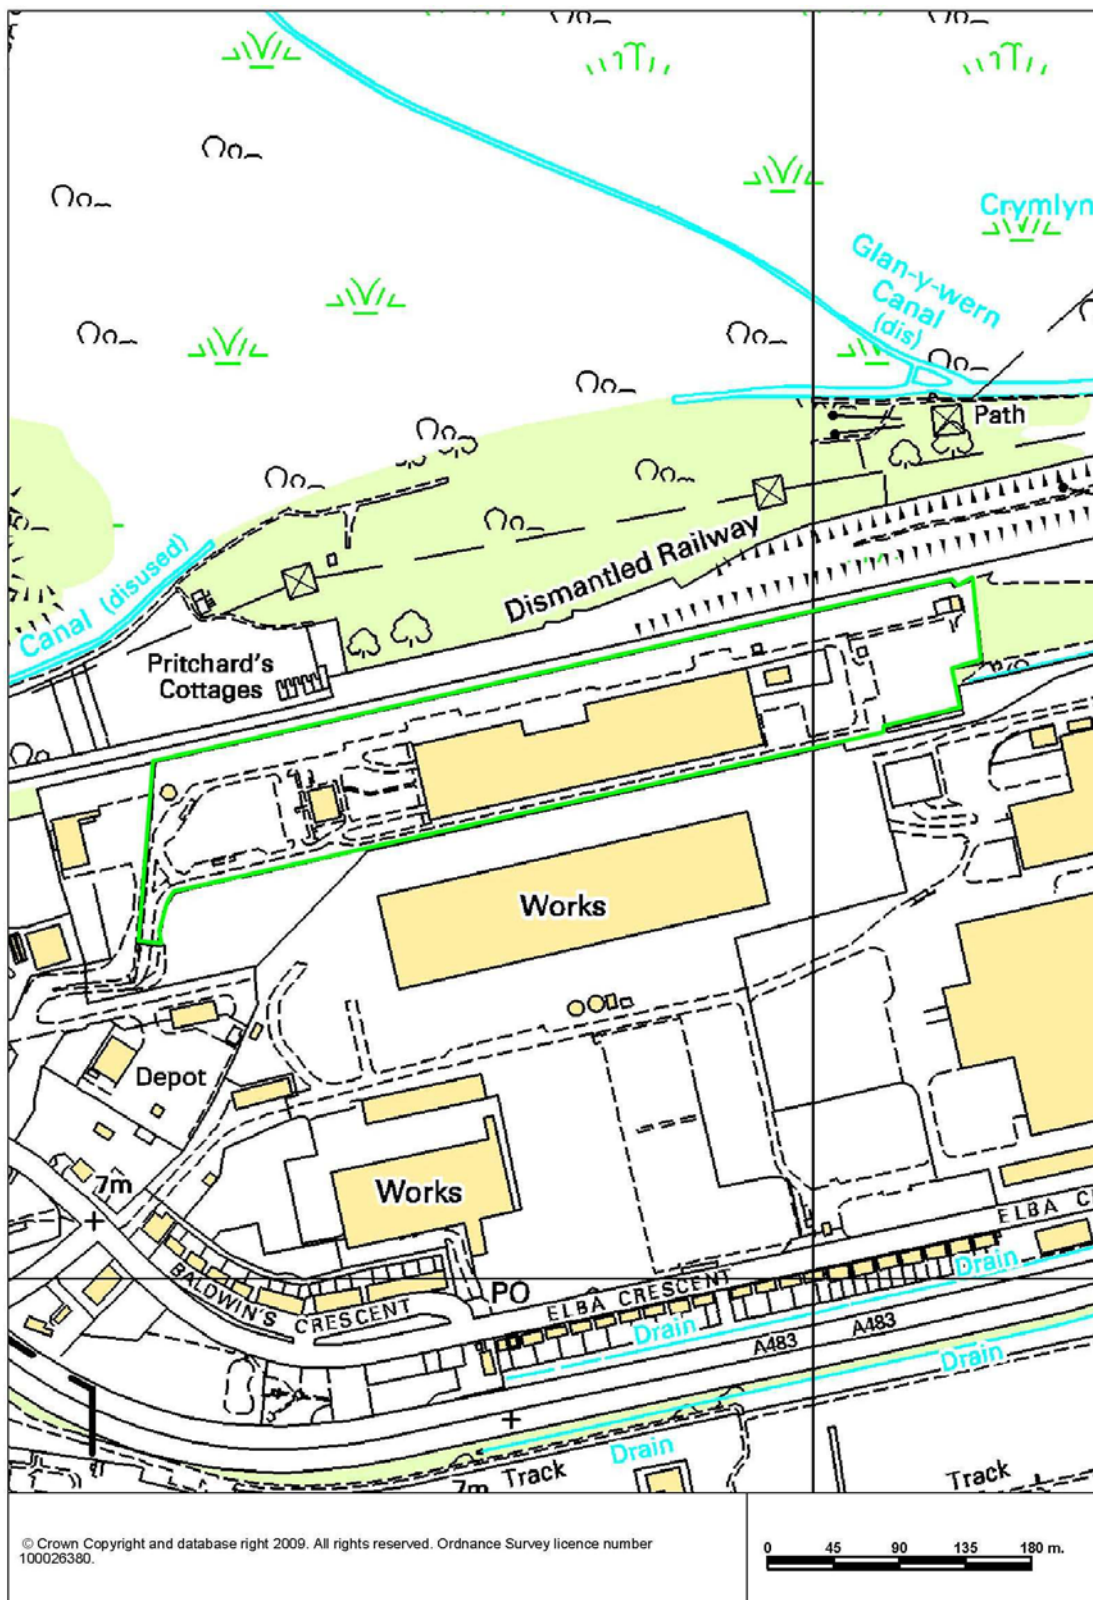 Crymlyn
Glan-y-wern
Canal
(dis)
Path
Canal (disused)
Dismantled Railway
Pritchard's
Cottages
Works
Depot
Works
7m
ELBA C
BALDWIN'S CRESCENT
PO
ELBA CRESCENT
Drain
Drain
A483
A483
Drain
Drain
Track
7m
Track
© Crown Copyright and database right 2009. All rights reserved. Ordnance Survey licence number
100026380.
0 45 90 135 180 m.